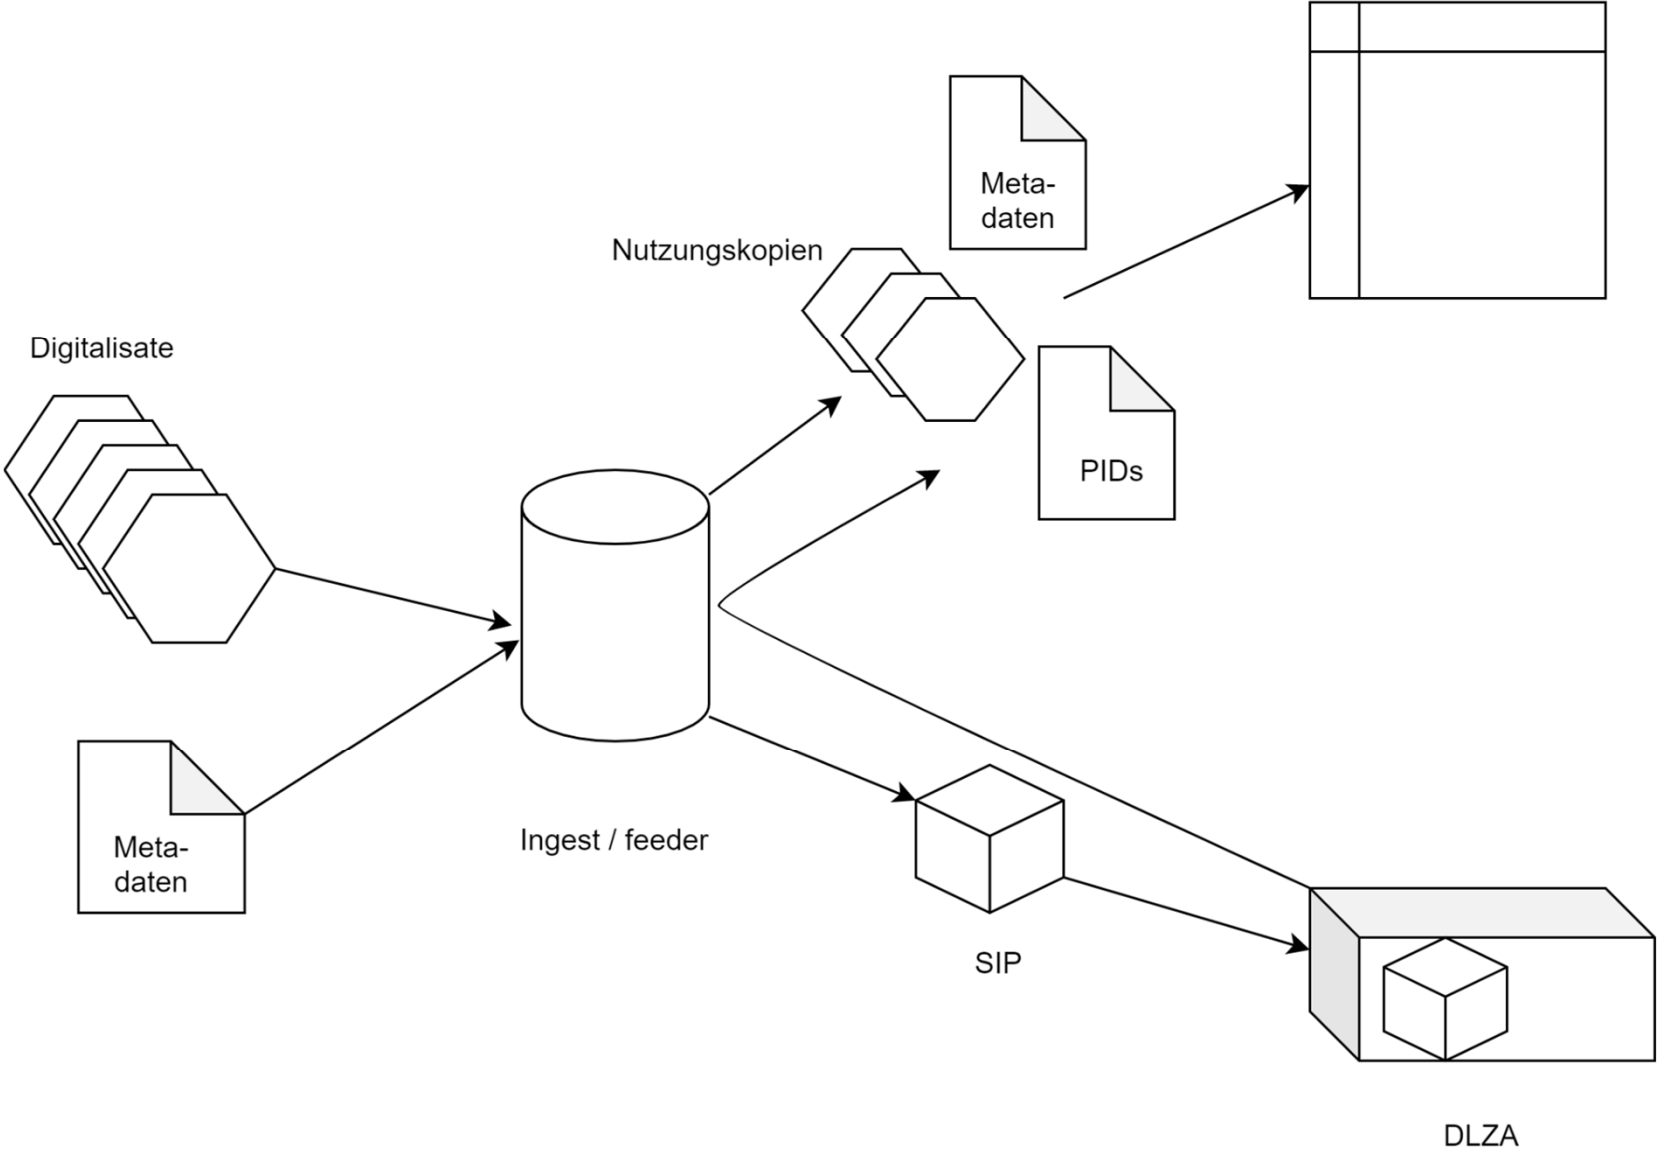 Meta-
daten
Nutzungskopien
Digitalisate
PIDs
Ingest / feeder
Meta-
daten
SIP
DLZA